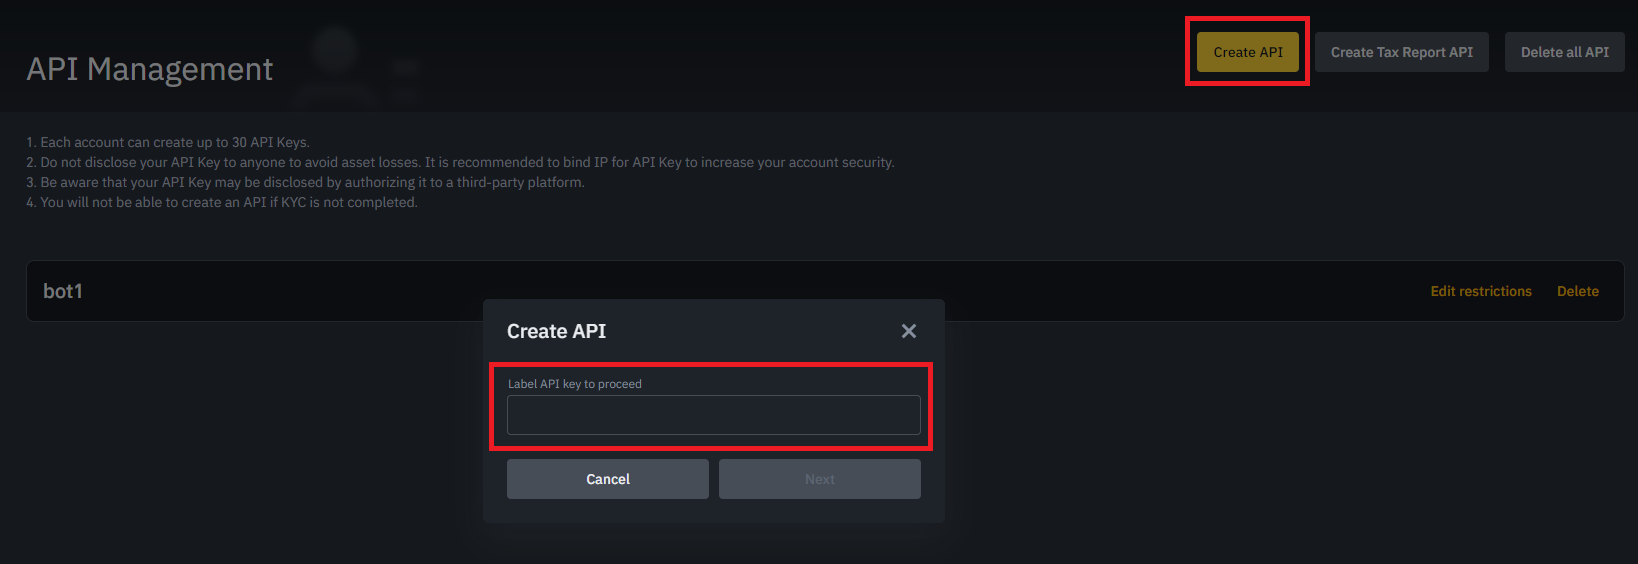 API Management
Create API
Create Tax Report API
Delete all API
1. Each account can create up to 30 API Keys.
2. Do not disclose your API Key to anyone to avoid asset losses. It is recommended to bind IP for API Key to increase your account security.
3. Be aware that your API Key may be disclosed by authorizing it to a third-party platform.
4. You will not be able to create an API if KYC is not completed.
bot1
Edit restrictions
Delete
Create API
Label API key to proceed
Cancel
Next